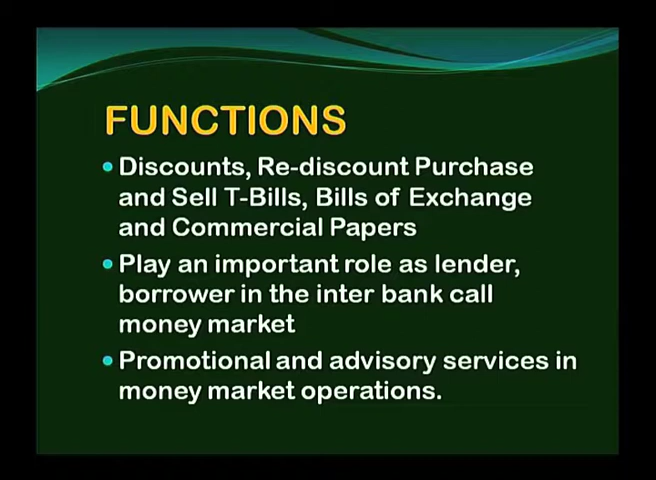 FUNCTIONS
Discounts, Re-discount Purchase
and Sell T-Bills, Bills of Exchange
and Commercial Papers
Play an important role as lender,
borrower in the inter bank call
money market
Promotional and advisory services in
money market operations.